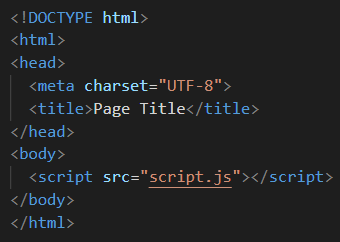 <!DOCTYPE html>
<html>
<head>
  <meta charset="UTF-8">
  <title>Page Title</title>
</head>
<body>
  <script src="script.js"></script>
</body>
</html>